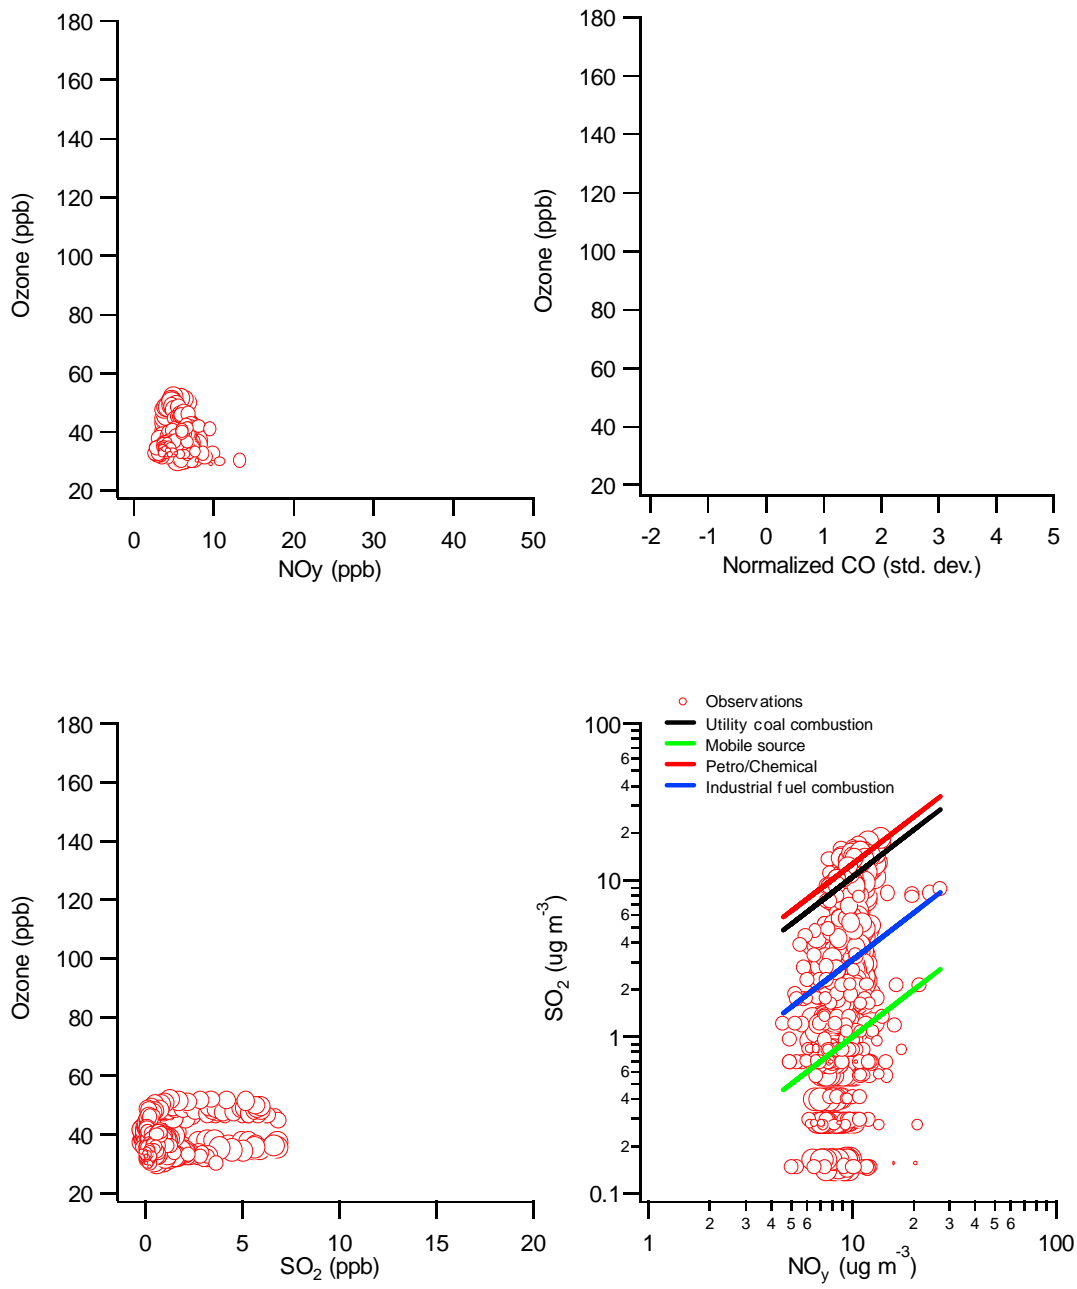 180
160
140
120
100
80
60
40
20
Ozone (ppb)
0 10 20 30 40 50
NOy (ppb)
180
160
140
120
100
80
60
40
20
Ozone (ppb)
-2 -1 0 1 2 3 4 5
Normalized CO (std. dev.)
180
160
140
120
100
80
60
40
20
Ozone (ppb)
0 5 10 15 20
SO2 (ppb)
Observations
Utility coal combustion
Mobile source
Petro/Chemical
Industrial fuel combustion
100
6
4
2
10
6
4
2
1
6
4
2
0.1
SO2 (ug m-3)
2 3 4 5 6 2 3 4 5 6
1 10 100
NOy (ug m-3)